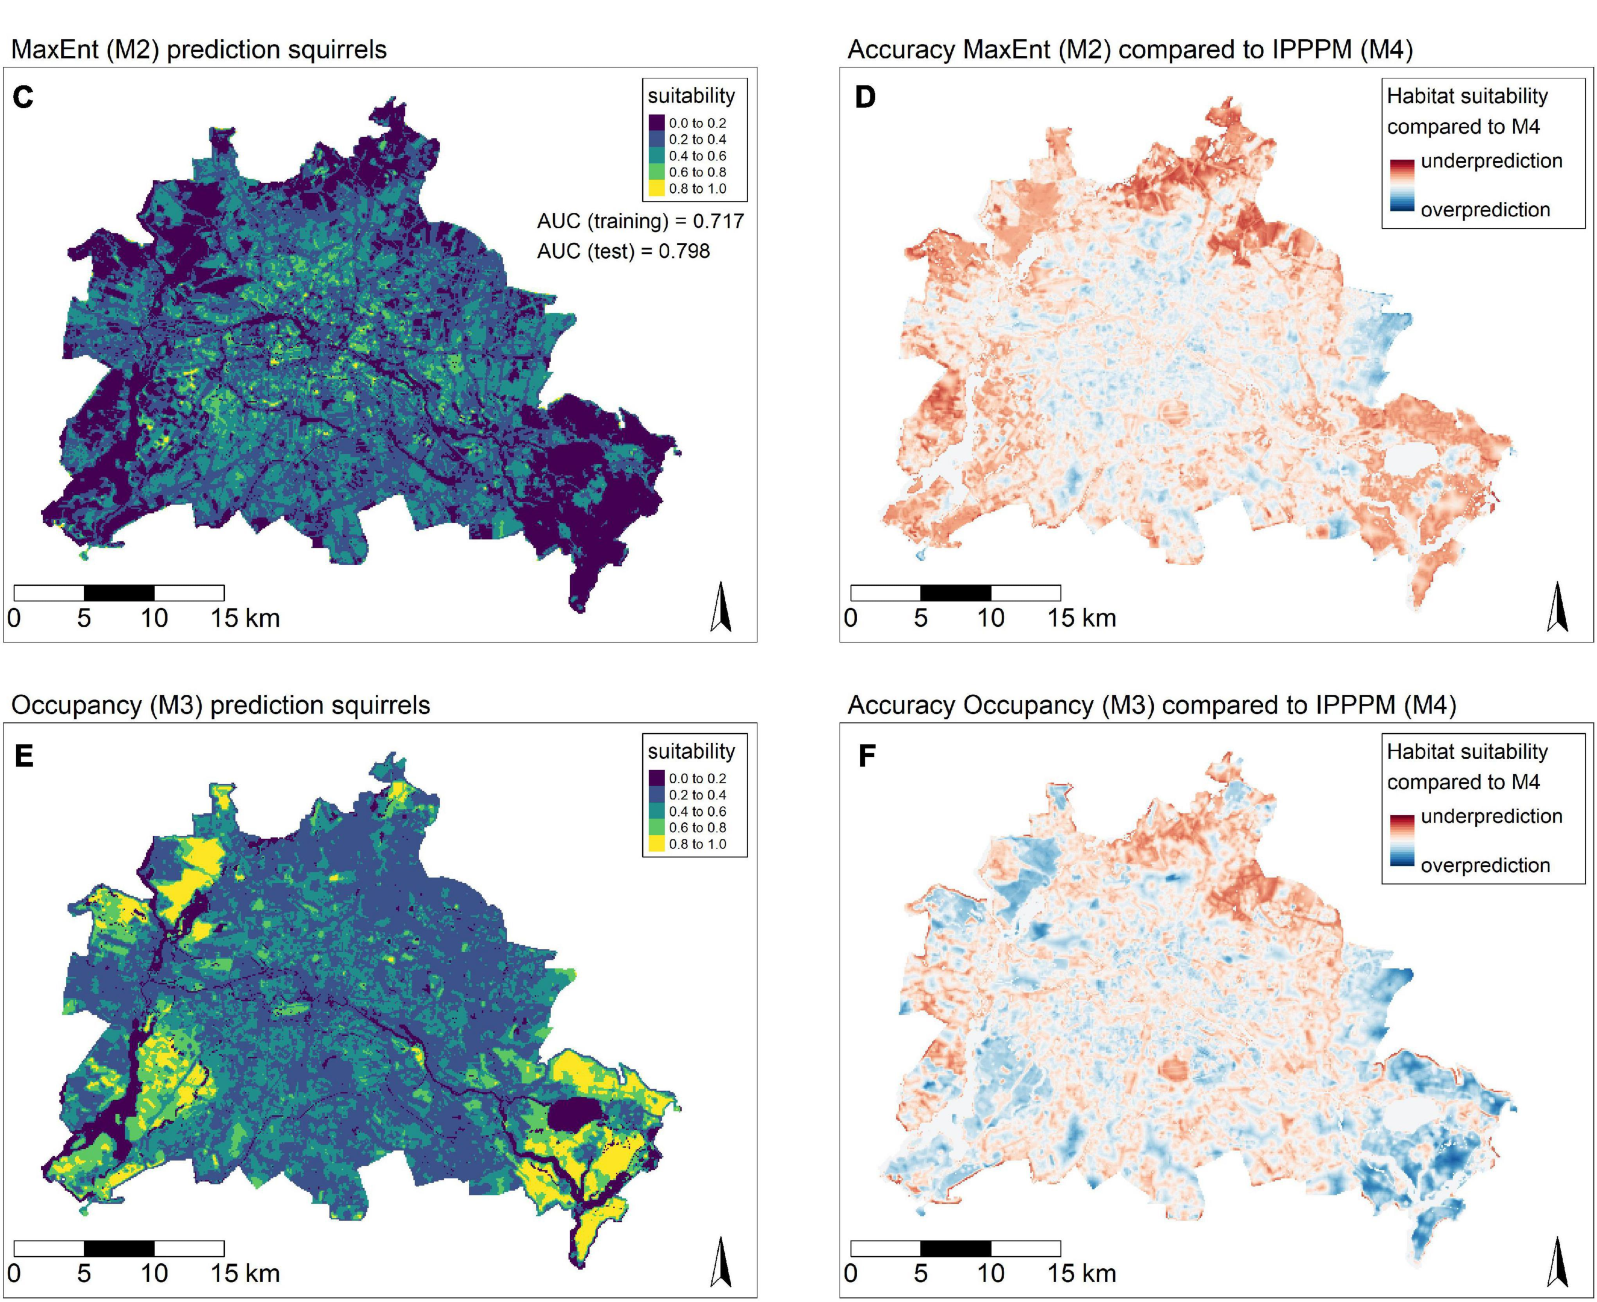 MaxEnt (M2) prediction squirrels
C
suitability
0.0 to 0.2
0.2 to 0.4
0.4 to 0.6
0.6 to 0.8
0.8 to 1.0
AUC (training) = 0.717
AUC (test) = 0.798
0 5 10 15 km
Accuracy MaxEnt (M2) compared to IPPPM (M4)
D
Habitat suitability
compared to M4
underprediction
overprediction
0 5 10 15 km
Occupancy (M3) prediction squirrels
E
suitability
0.0 to 0.2
0.2 to 0.4
0.4 to 0.6
0.6 to 0.8
0.8 to 1.0
0 5 10 15 km
Accuracy Occupancy (M3) compared to IPPPM (M4)
F
Habitat suitability
compared to M4
underprediction
overprediction
0 5 10 15 km